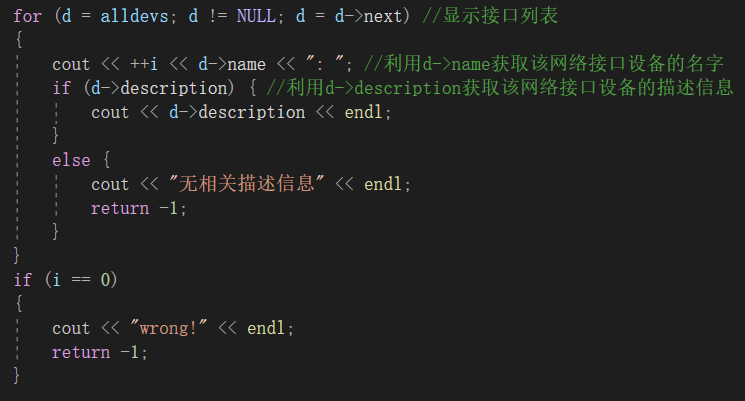 for (d = alldevs; d != NULL; d = d->next) //显示接口列表
{
cout << ++i << d->name << ": "; //利用d->name获取该网络接口设备的名字
if (d->description) { //利用d->description获取该网络接口设备的描述信息
cout << d->description << endl;
}
else {
cout << "无相关描述信息" << endl;
return -1;
}
}
if (i == 0)
{
cout << "wrong!" << endl;
return -1;
}